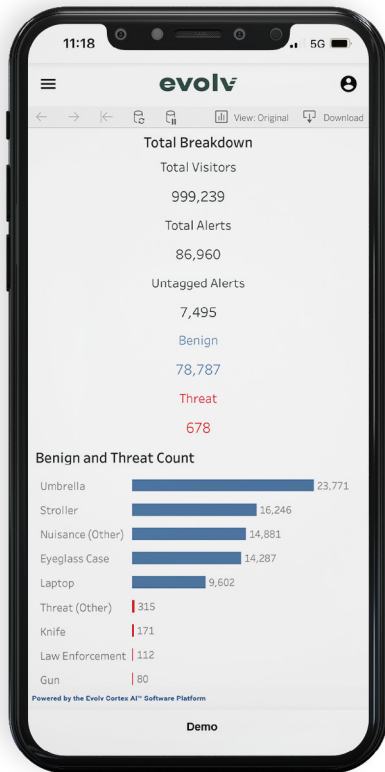 11:18
5G
evolv
View: Original Download
Total Breakdown
Total Visitors
999,239
Total Alerts
86,960
Untagged Alerts
7,495
Benign
78,787
Threat
678
Benign and Threat Count
Umbrella 23,771
Stroller 16,246
Nuisance (Other) 14,881
Eyeglass Case 14,287
Laptop 9,602
Threat (Other) 315
Knife 171
Law Enforcement 112
Gun 80
Powered by the Evolv Cortex AI™ Software Platform
Demo